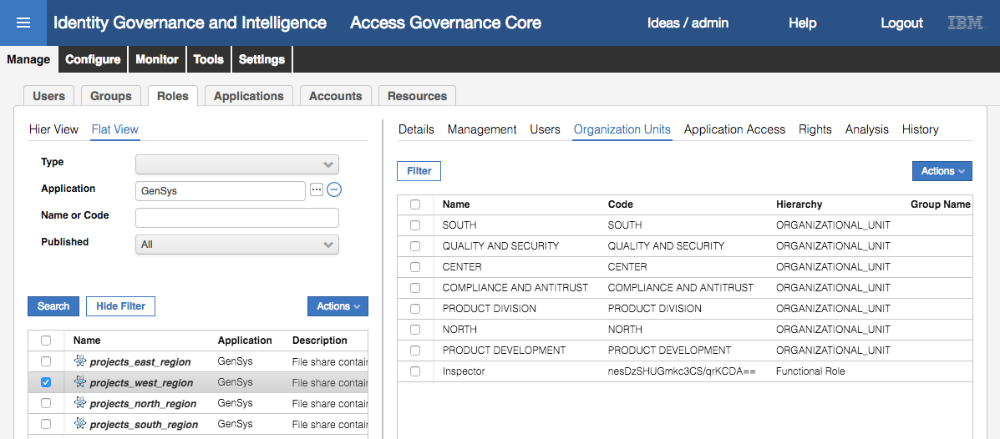 Identity Governance and Intelligence Access Governance Core Ideas / admin Help Logout IBM
Manage Configure Monitor Tools Settings
Users Groups Roles Applications Accounts Resources
Hier View Flat View
Type
Application GenSys ...
Name or Code
Published All
Search Hide Filter Actions
Name Application Description
projects_east_region GenSys File share contain
projects_west_region GenSys File share contain
projects_north_region GenSys File share contain
projects_south_region GenSys File share contain
Details Management Users Organization Units Application Access Rights Analysis History
Filter Actions
Name Code Hierarchy Group Name
SOUTH SOUTH ORGANIZATIONAL_UNIT
QUALITY AND SECURITY QUALITY AND SECURITY ORGANIZATIONAL_UNIT
CENTER CENTER ORGANIZATIONAL_UNIT
COMPLIANCE AND ANTITRUST COMPLIANCE AND ANTITRUST ORGANIZATIONAL_UNIT
PRODUCT DIVISION PRODUCT DIVISION ORGANIZATIONAL_UNIT
NORTH NORTH ORGANIZATIONAL_UNIT
PRODUCT DEVELOPMENT PRODUCT DEVELOPMENT ORGANIZATIONAL_UNIT
Inspector nesDzSHUGmkc3CS/qrKCDA== Functional Role